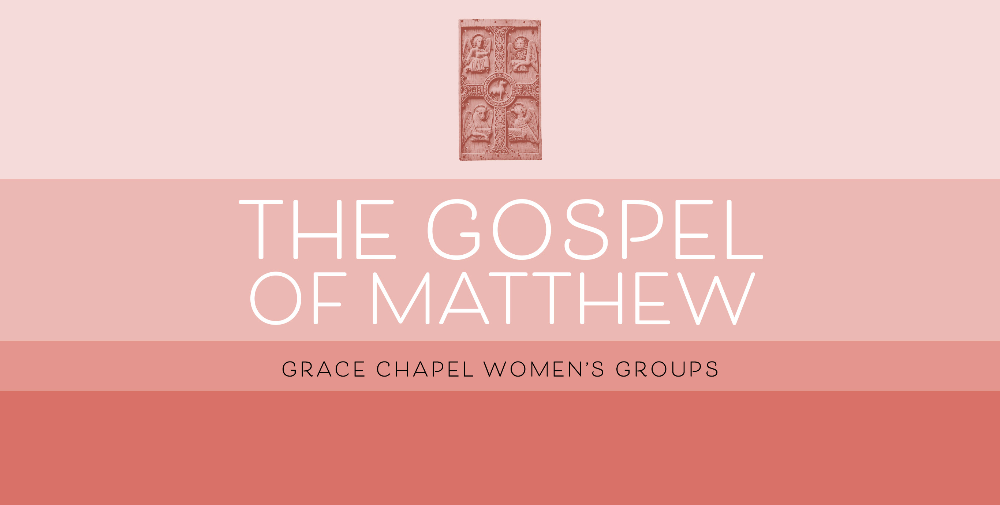 THE GOSPEL
OF MATTHEW
GRACE CHAPEL WOMEN’S GROUPS